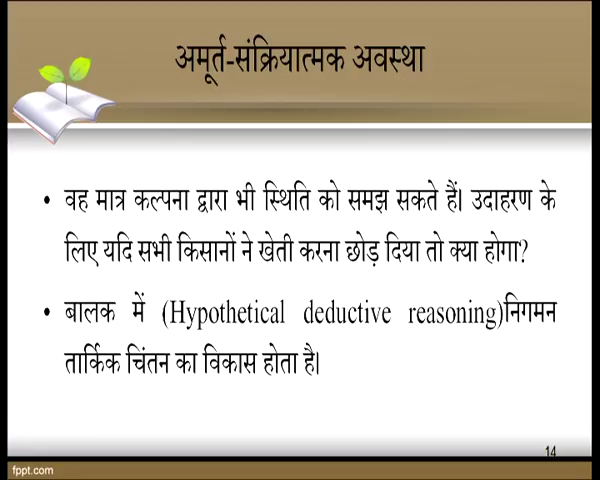 अमूर्त-संक्रियात्मक अवस्था
• वह मात्र कल्पना द्वारा भी स्थिति को समझ सकते हैं। उदाहरण के
लिए यदि सभी किसानों ने खेती करना छोड़ दिया तो क्या होगा?
• बालक में (Hypothetical deductive reasoning)निगमन
तार्किक चिंतन का विकास होता है।
14
fppt.com